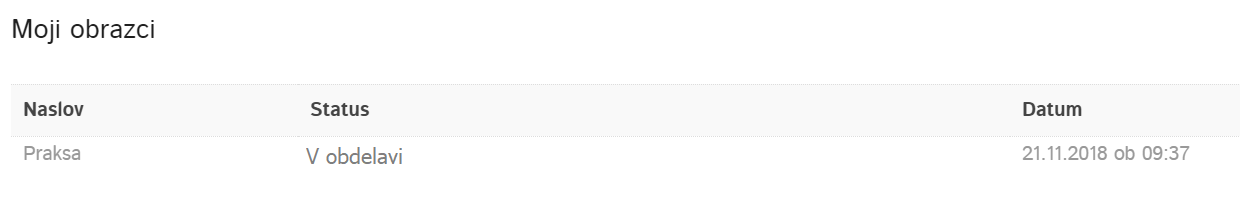 Moji obrazci
Naslov Status Datum
Praksa V obdelavi 21.11.2018 ob 09:37